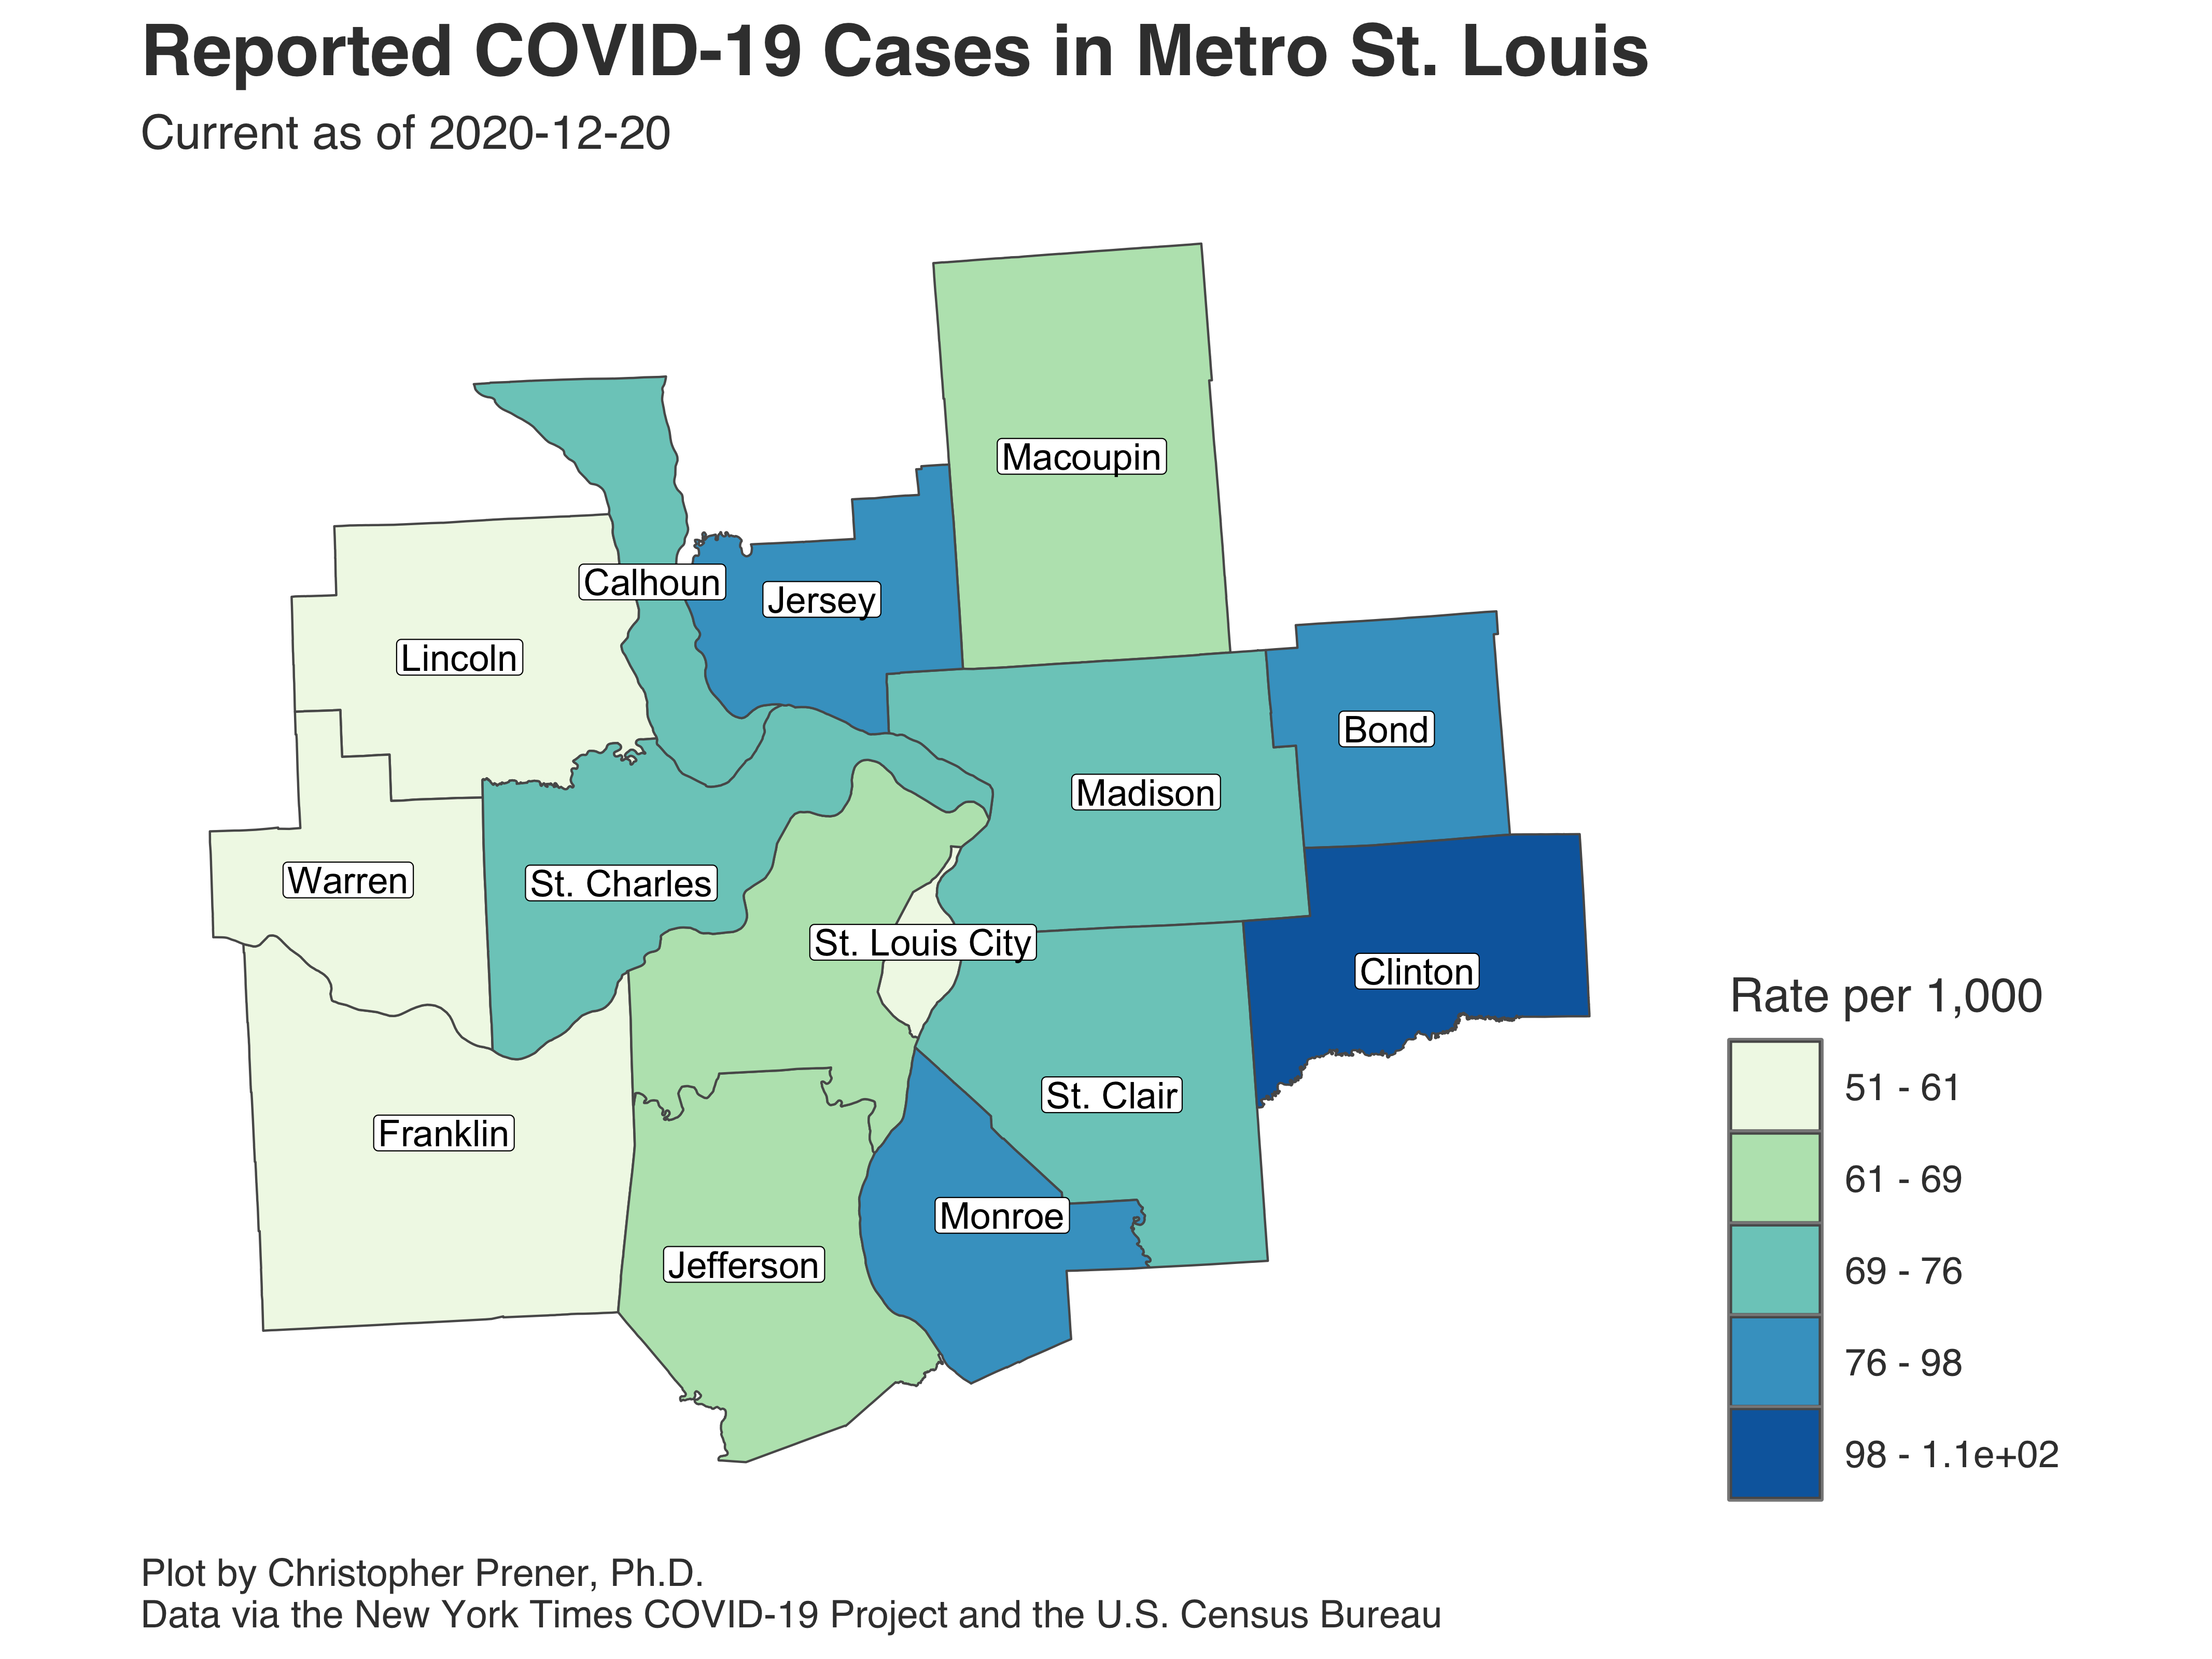 Reported COVID-19 Cases in Metro St. Louis
Current as of 2020-12-20
Macoupin
Calhoun
Jersey
Lincoln
Bond
Madison
Warren
St. Charles
St. Louis City
Clinton
St. Clair
Franklin
Monroe
Jefferson
Rate per 1,000
51 - 61
61 - 69
69 - 76
76 - 98
98 - 1.1e+02
Plot by Christopher Prener, Ph.D.
Data via the New York Times COVID-19 Project and the U.S. Census Bureau